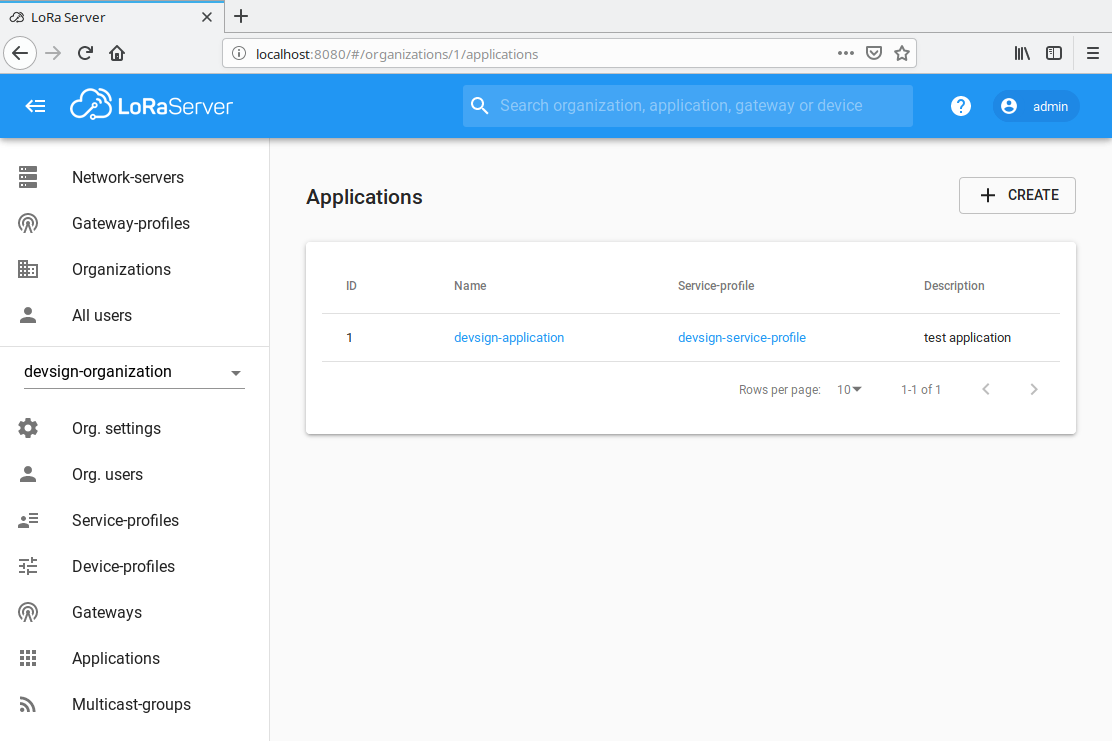 LoRa Server
localhost:8080/#/organizations/1/applications
LoRaServer
Search organization, application, gateway or device
?
admin
Network-servers
Gateway-profiles
Organizations
All users
devsign-organization
Org. settings
Org. users
Service-profiles
Device-profiles
Gateways
Applications
Multicast-groups
Applications
CREATE
ID Name Service-profile Description
1 devsign-application devsign-service-profile test application
Rows per page: 10 1-1 of 1